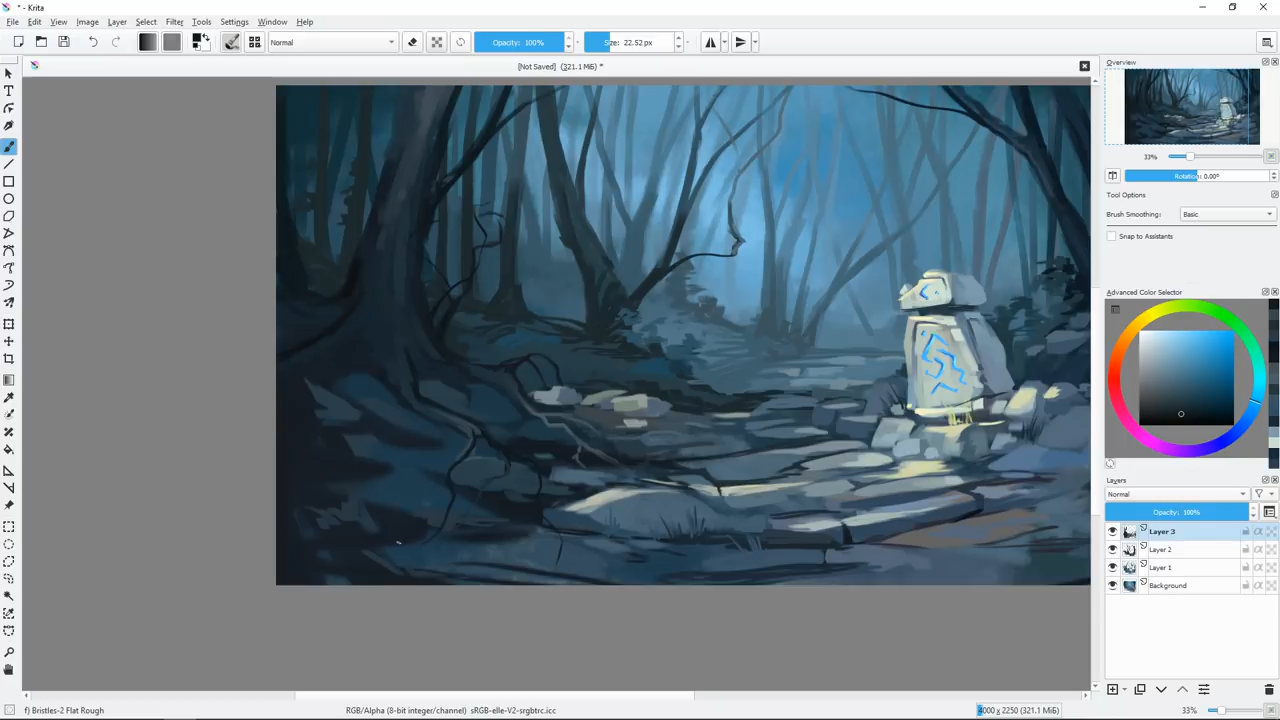 * - Krita
File Edit View Image Layer Select Filter Tools Settings Window Help
Normal Opacity: 100% Size: 22.52 px
[Not Saved] (321.1 MiB) *
Overview
33%
Rotation: 0.00°
Tool Options
Brush Smoothing: Basic
Snap to Assistants
Advanced Color Selector
Layers
Normal
Opacity: 100%
Layer 3
Layer 2
Layer 1
Background
f) Bristles-2 Flat Rough RGB/Alpha (8-bit integer/channel) sRGB-elle-V2-srgbtrc.icc 4000 x 2250 (321.1 MiB) 33%